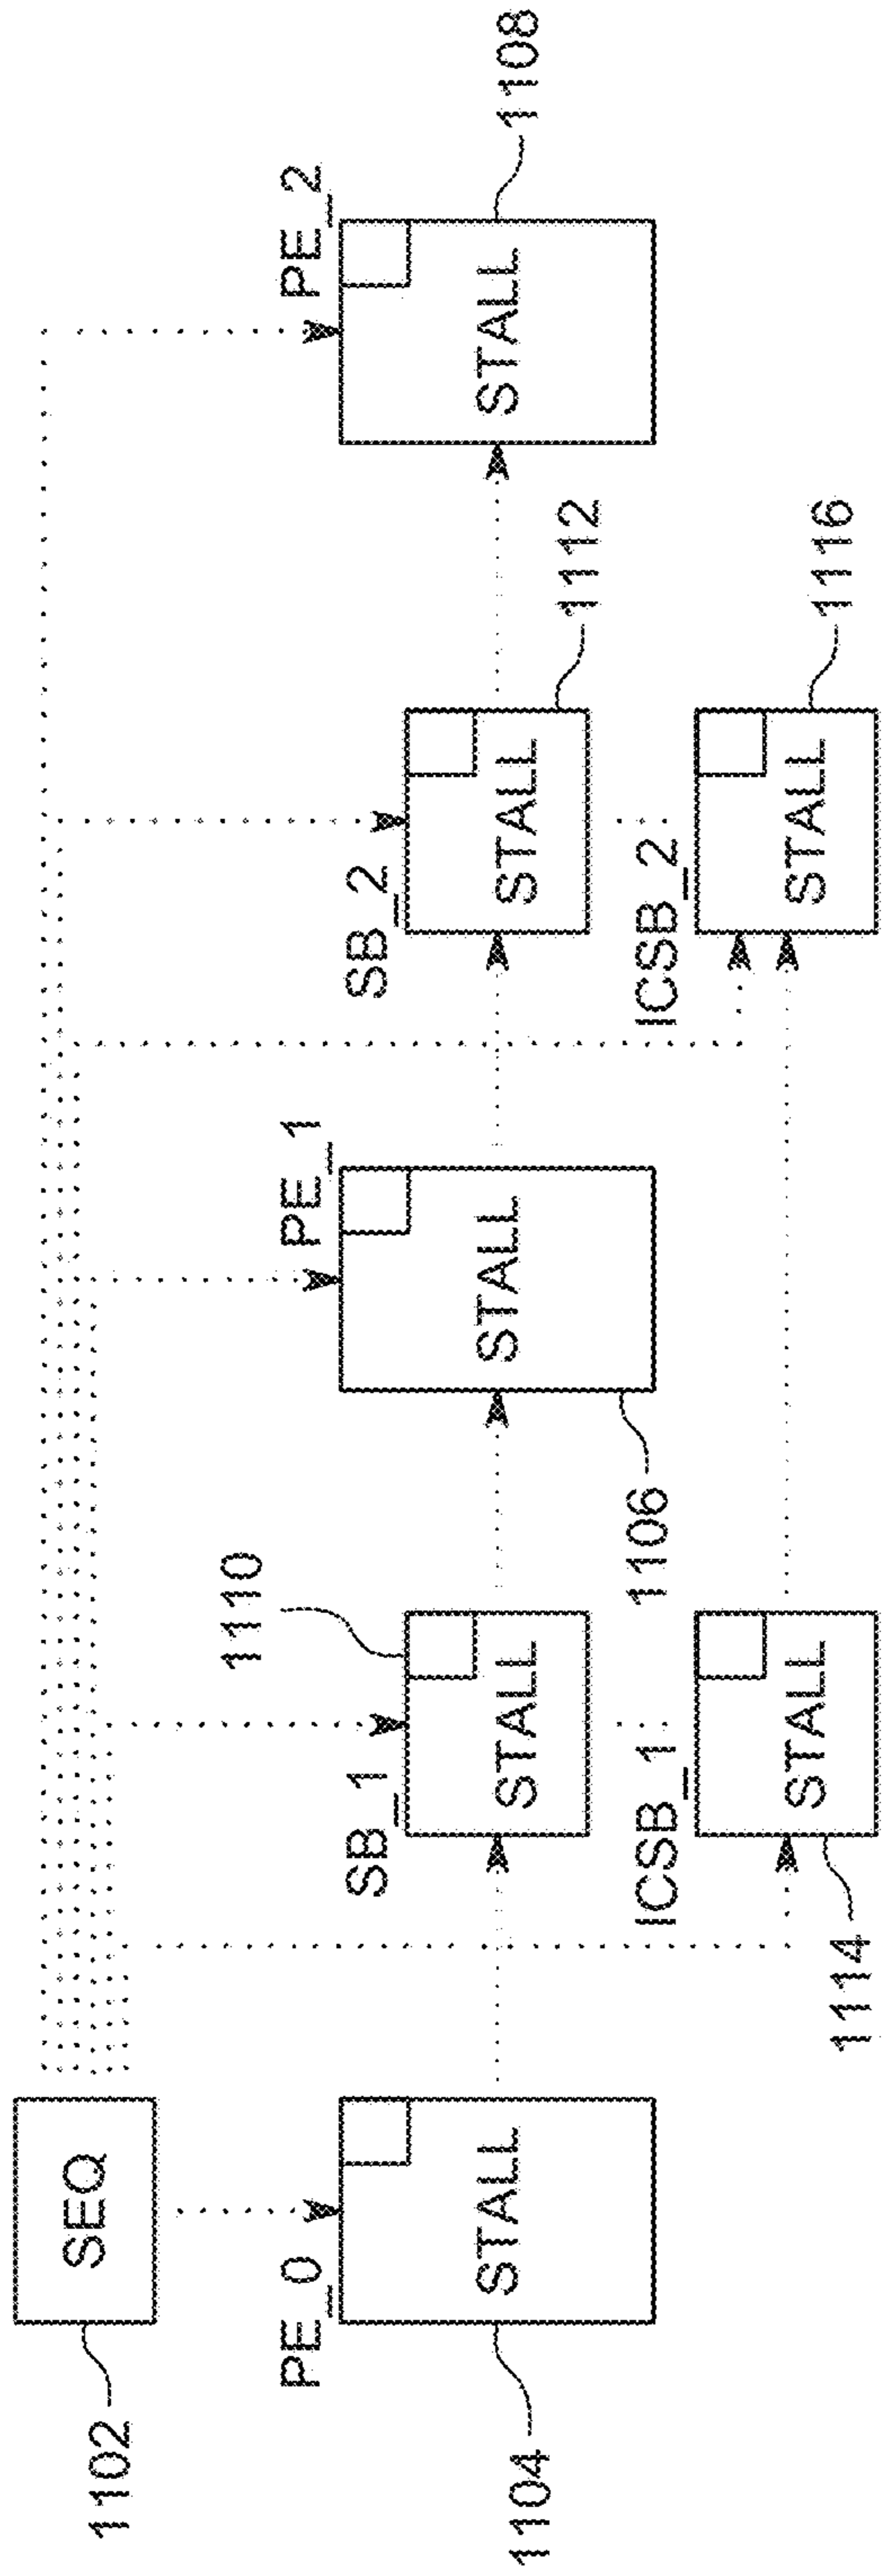 SEQ
1102
PE_0
STALL
1104
SB_1
STALL
1110
ICSB_1
STALL
1114
PE_1
STALL
1106
SB_2
STALL
1112
ICSB_2
STALL
1116
PE_2
STALL
1108